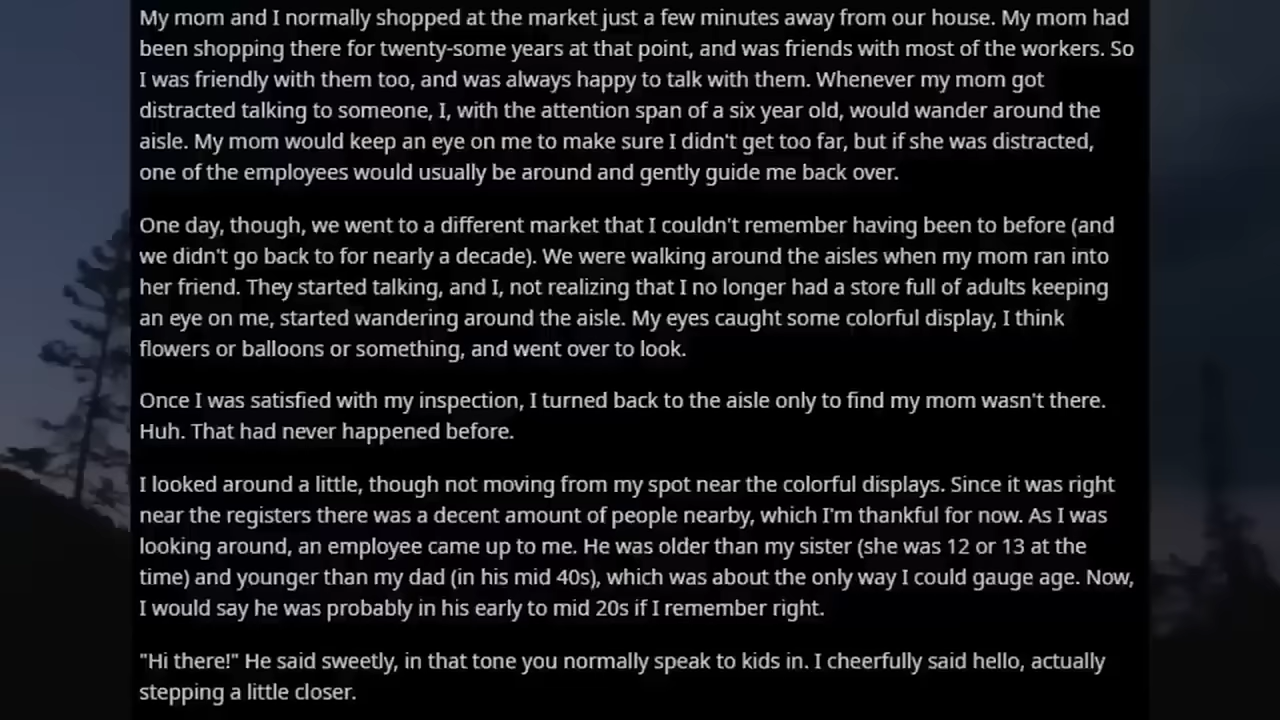 My mom and I normally shopped at the market just a few minutes away from our house. My mom had
been shopping there for twenty-some years at that point, and was friends with most of the workers. So
I was friendly with them too, and was always happy to talk with them. Whenever my mom got
distracted talking to someone, I, with the attention span of a six year old, would wander around the
aisle. My mom would keep an eye on me to make sure I didn't get too far, but if she was distracted,
one of the employees would usually be around and gently guide me back over.
One day, though, we went to a different market that I couldn't remember having been to before (and
we didn't go back to for nearly a decade). We were walking around the aisles when my mom ran into
her friend. They started talking, and I, not realizing that I no longer had a store full of adults keeping
an eye on me, started wandering around the aisle. My eyes caught some colorful display, I think
flowers or balloons or something, and went over to look.
Once I was satisfied with my inspection, I turned back to the aisle only to find my mom wasn't there.
Huh. That had never happened before.
I looked around a little, though not moving from my spot near the colorful displays. Since it was right
near the registers there was a decent amount of people nearby, which I'm thankful for now. As I was
looking around, an employee came up to me. He was older than my sister (she was 12 or 13 at the
time) and younger than my dad (in his mid 40s), which was about the only way I could gauge age. Now,
I would say he was probably in his early to mid 20s if I remember right.
"Hi there!" He said sweetly, in that tone you normally speak to kids in. I cheerfully said hello, actually
stepping a little closer.